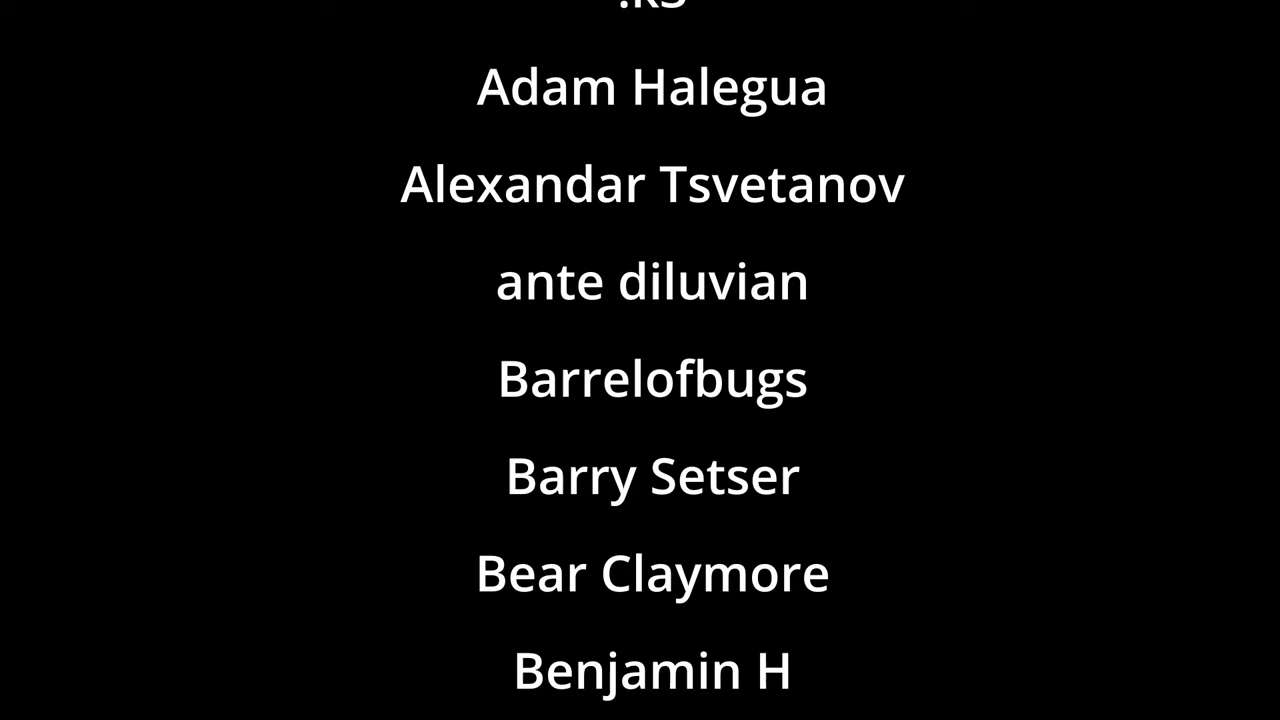 Adam Halegua
Alexandar Tsvetanov
ante diluvian
Barrelofbugs
Barry Setser
Bear Claymore
Benjamin H